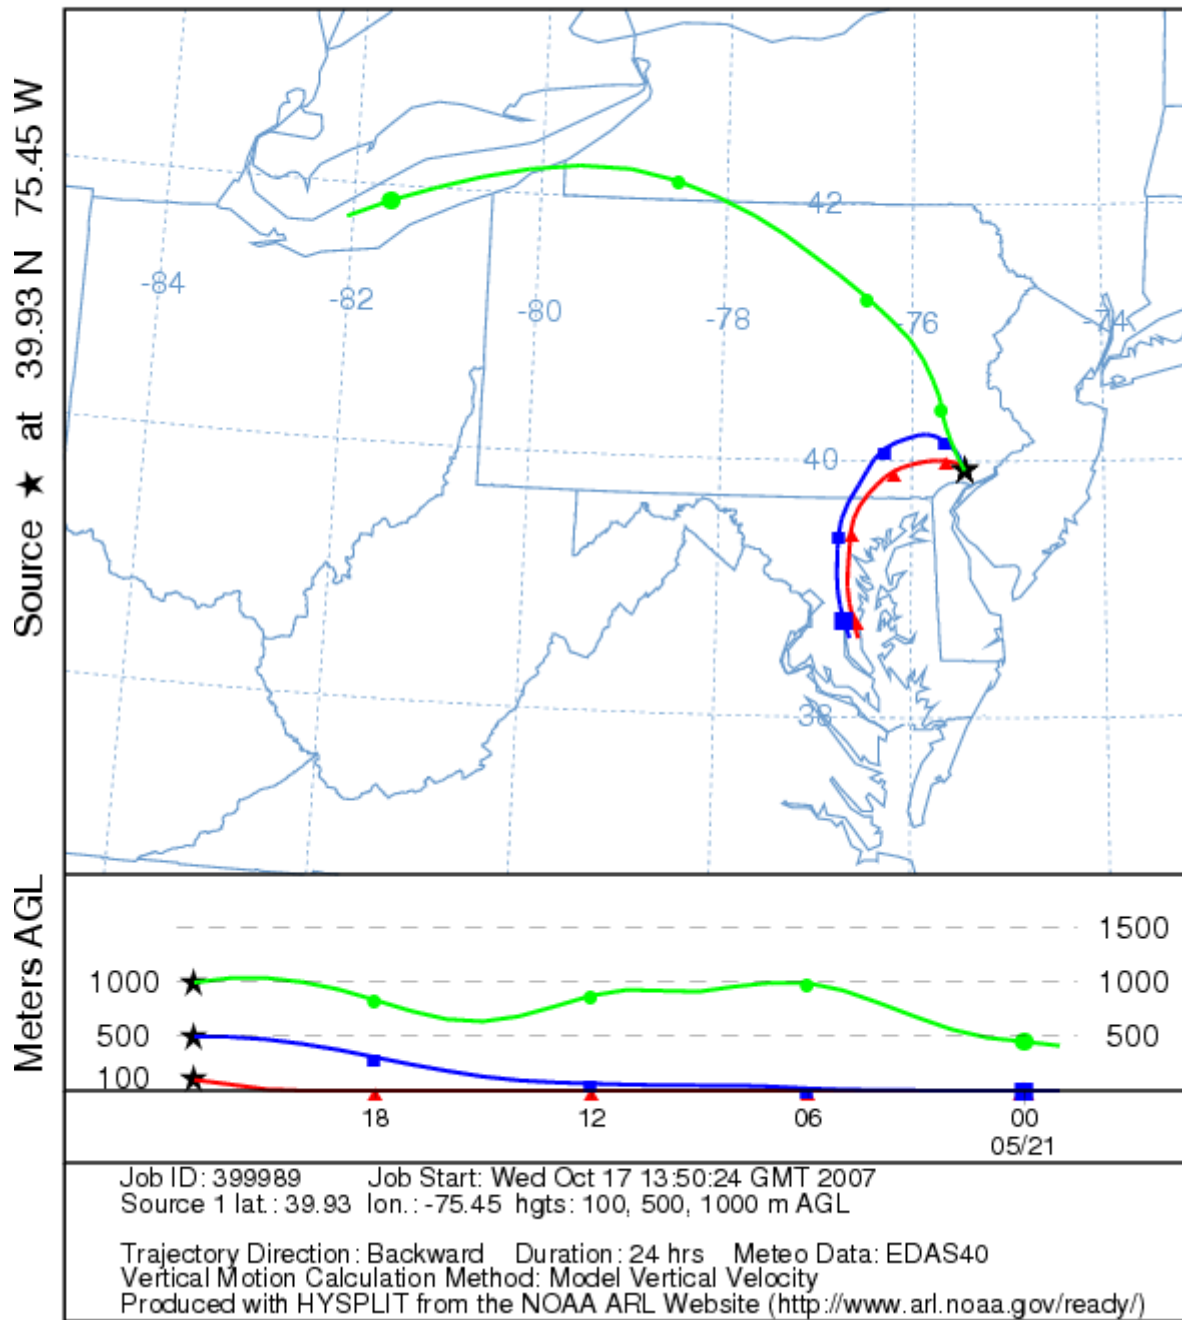 Source ★ at 39.93 N 75.45 W
42
-84
-82
-80
-78
-76
-74
40
38
Meters AGL
1500
1000
1000
500
500
100
18
12
06
00
05/21
Job ID: 399989 Job Start: Wed Oct 17 13:50:24 GMT 2007
Source 1 lat.: 39.93 lon.: -75.45 hgts: 100, 500, 1000 m AGL
Trajectory Direction: Backward Duration: 24 hrs Meteo Data: EDAS40
Vertical Motion Calculation Method: Model Vertical Velocity
Produced with HYSPLIT from the NOAA ARL Website (http://www.arl.noaa.gov/ready/)